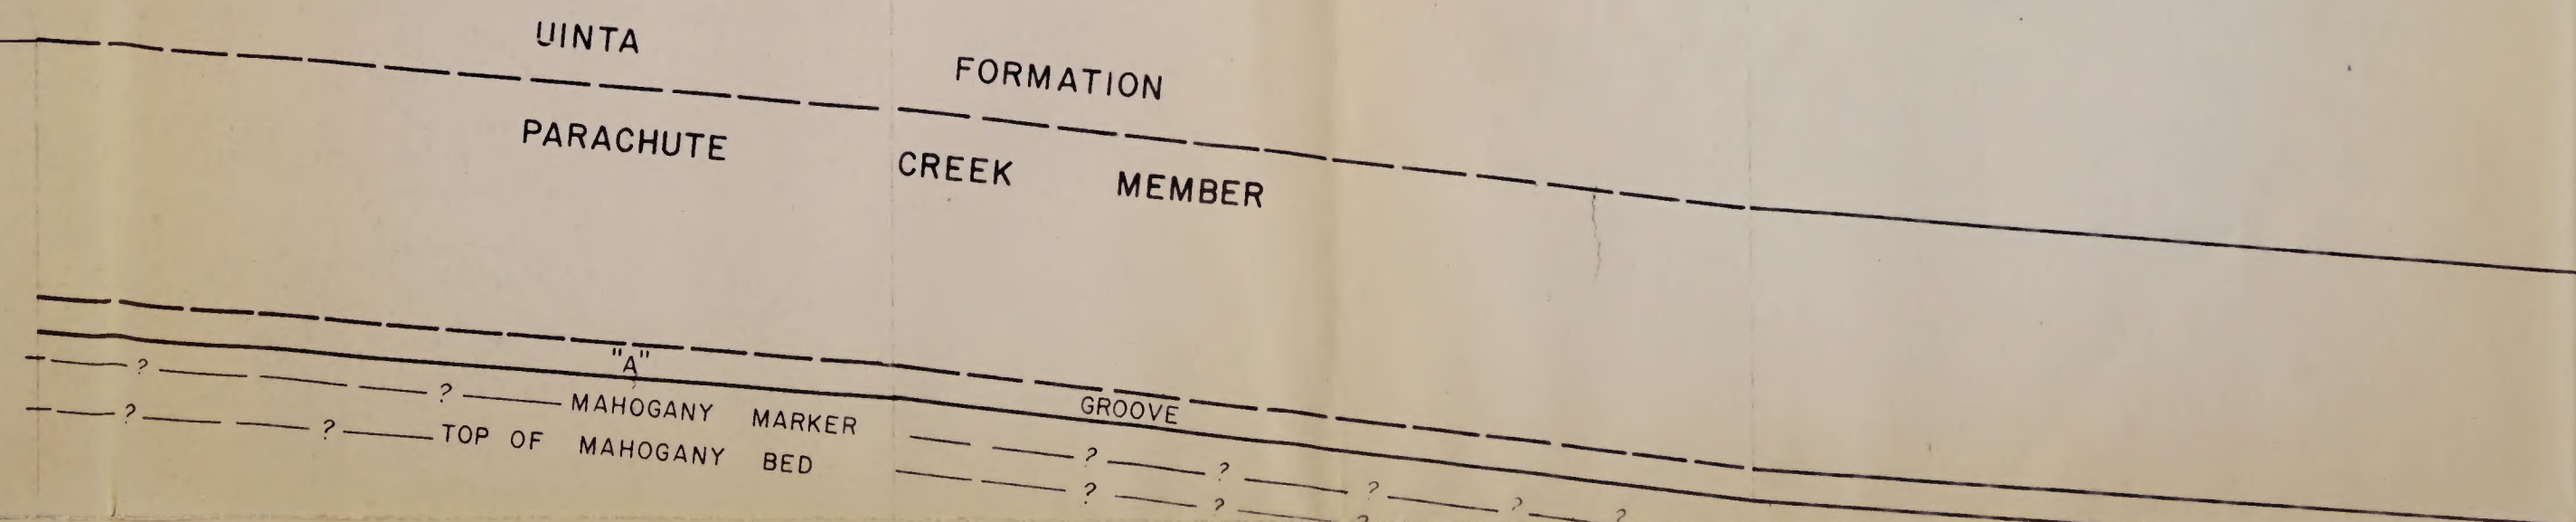 UINTA FORMATION
PARACHUTE CREEK MEMBER
"A" GROOVE
? ? MAHOGANY MARKER ? ? ? ? ?
? ? TOP OF MAHOGANY BED ? ? ?